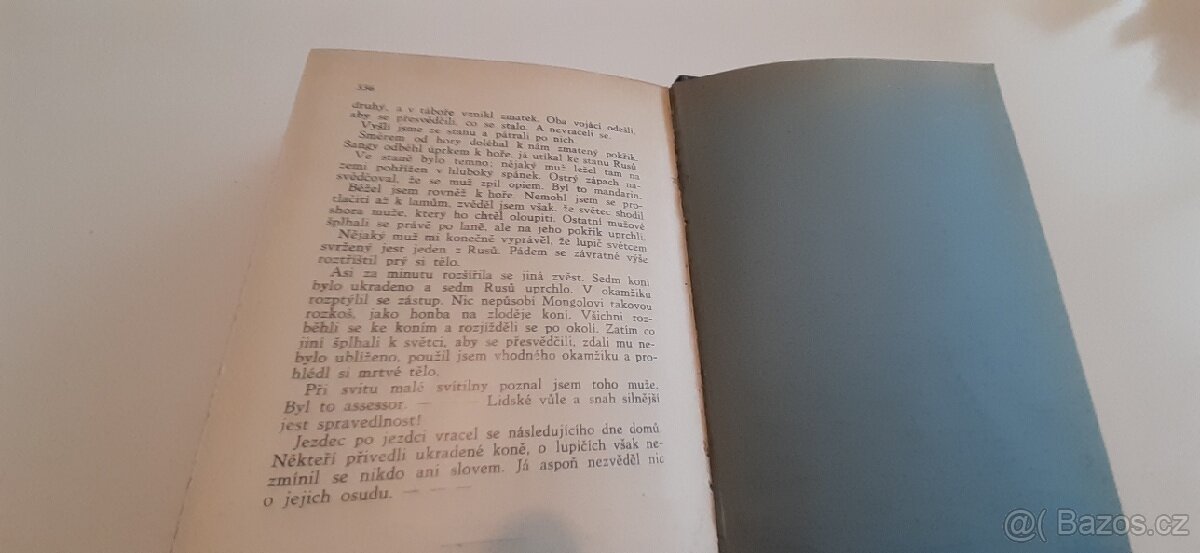 336
druhý, a v táboře vznikl zmatek. Oba vojáci odešli,
aby se přesvědčili, co se stalo. A nevraceli se.
Vyšli jsme ze stanu a pátrali po nich.
Směrem od hory doléhal k nám zmatený pokřik.
Sangy odběhl úprkem k hoře, já utíkal ke stanu Rusů
Ve staně bylo temno; nějaký muž ležel tam na
zemi pohřížen v hluboký spánek. Ostrý zápach na-
svědčoval, že se muž zpil opiem. Byl to mandarin.
Běžel jsem rovněž k hoře. Nemohl jsem se pro-
tlačiti až k lamům, zvěděl jsem však, že světec shodil
shora muže, který ho chtěl oloupiti. Ostatní mužové
šplhali se právě po laně, ale na jeho pokřik uprchli.
Nějaký muž mi konečně vyprávěl, že lupič světcem
svržený jest jeden z Rusů. Pádem se závratné výše
roztříštil prý si tělo.
Asi za minutu rozšířila se jiná zvěst. Sedm koní
bylo ukradeno a sedm Rusů uprchlo. V okamžiku
rozptýlil se zástup. Nic nepůsobí Mongolovi takovou
rozkoš, jako honba na zloděje koní. Všichni roz-
běhli se ke koním a rozjížděli se po okolí. Zatím co
jiní šplhali k světci, aby se přesvědčili, zdali mu ne-
bylo ublíženo, použil jsem vhodného okamžiku a pro-
hlédl si mrtvé tělo.
Při svitu malé svítilny poznal jsem toho muže.
Byl to assessor. — — — Lidské vůle a snah silnější
jest spravedlnost!
Jezdec po jezdci vracel se následujícího dne domů
Někteří přivedli ukradené koně, o lupičích však ne-
zmínil se nikdo ani slovem. Já aspoň nezvěděl nic
o jejich osudu. — — —
@( Bazos.cz